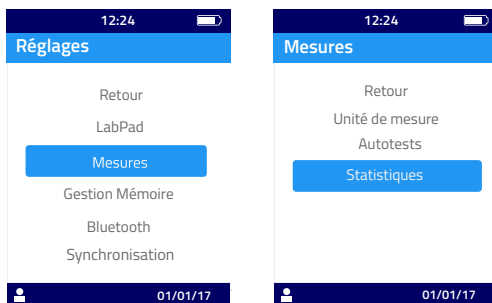 12:24
Réglages
Retour
LabPad
Mesures
Gestion Mémoire
Bluetooth
Synchronisation
01/01/17
12:24
Mesures
Retour
Unité de mesure
Autotests
Statistiques
01/01/17